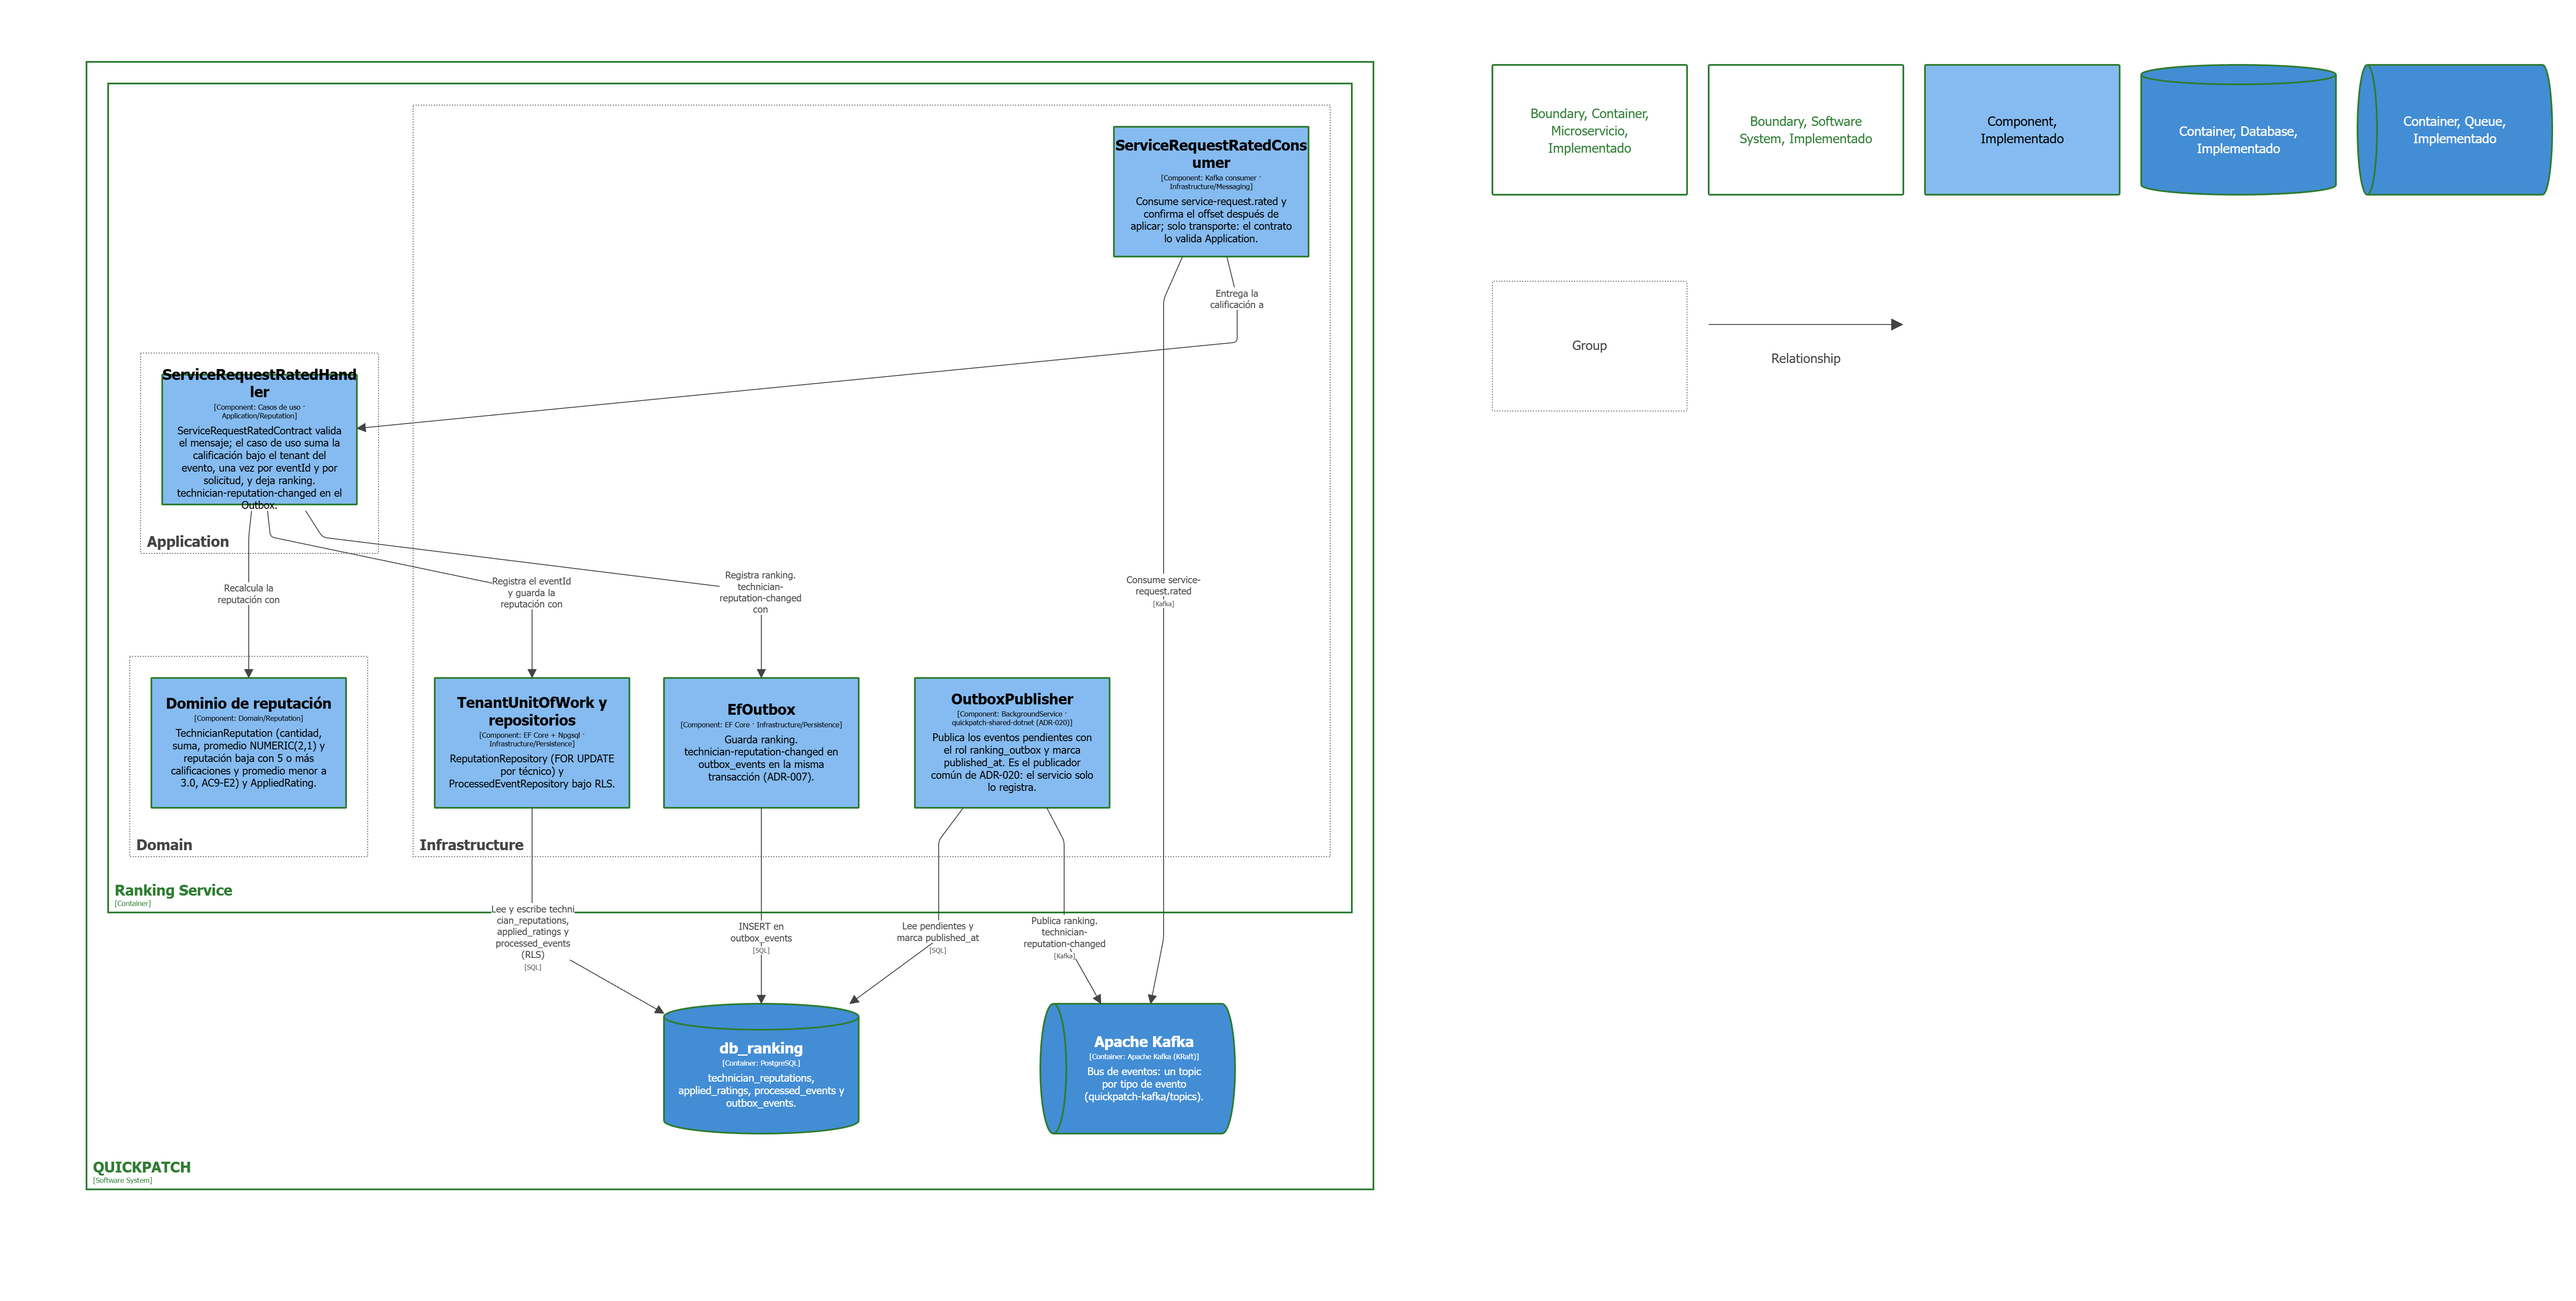 ServiceRequestRatedCons
umer
[Component: Kafka consumer ·
Infrastructure/Messaging]
Consume service-request.rated y
confirma el offset después de
aplicar; solo transporte: el contrato
lo valida Application.
Entrega la
calificación a
ServiceRequestRatedHand
ler
[Component: Casos de uso ·
Application/Reputation]
ServiceRequestRatedContract valida
el mensaje; el caso de uso suma la
calificación bajo el tenant del
evento, una vez por eventId y por
solicitud, y deja ranking.
technician-reputation-changed en el
Outbox.
Application
Recalcula la
reputación con
Registra el eventId
y guarda la
reputación con
Registra ranking.
technician-
reputation-changed
con
Consume service-
request.rated
[Kafka]
Dominio de reputación
[Component: Domain/Reputation]
TechnicianReputation (cantidad,
suma, promedio NUMERIC(2,1) y
reputación baja con 5 o más
calificaciones y promedio menor a
3.0, AC9-E2) y AppliedRating.
Domain
TenantUnitOfWork y
repositorios
[Component: EF Core + Npgsql ·
Infrastructure/Persistence]
ReputationRepository (FOR UPDATE
por técnico) y
ProcessedEventRepository bajo RLS.
EfOutbox
[Component: EF Core · Infrastructure/Persistence]
Guarda ranking.
technician-reputation-changed en
outbox_events en la misma
transacción (ADR-007).
OutboxPublisher
[Component: BackgroundService ·
quickpatch-shared-dotnet (ADR-020)]
Publica los eventos pendientes con
el rol ranking_outbox y marca
published_at. Es el publicador
común de ADR-020: el servicio solo
lo registra.
Infrastructure
Ranking Service
[Container]
Lee y escribe techni
cian_reputations,
applied_ratings y
processed_events
(RLS)
[SQL]
INSERT en
outbox_events
[SQL]
Lee pendientes y
marca published_at
[SQL]
Publica ranking.
technician-
reputation-changed
[Kafka]
db_ranking
[Container: PostgreSQL]
technician_reputations,
applied_ratings, processed_events y
outbox_events.
Apache Kafka
[Container: Apache Kafka (KRaft)]
Bus de eventos: un topic
por tipo de evento
(quickpatch-kafka/topics).
QUICKPATCH
[Software System]
Boundary, Container,
Microservicio,
Implementado
Boundary, Software
System, Implementado
Component,
Implementado
Container, Database,
Implementado
Container, Queue,
Implementado
Group
Relationship